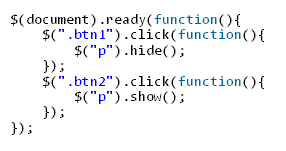 $(document).ready(function(){
    $(".btn1").click(function(){
        $("p").hide();
    });
    $(".btn2").click(function(){
        $("p").show();
    });
});